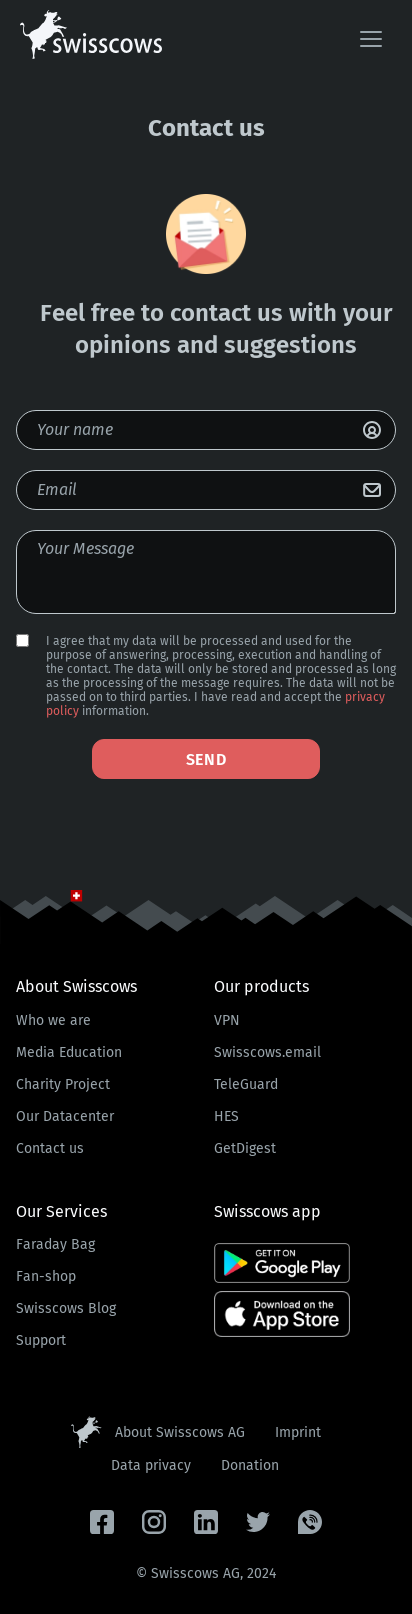 swisscows
Contact us
Feel free to contact us with your
opinions and suggestions
Your name
Email
Your Message
I agree that my data will be processed and used for the
purpose of answering, processing, execution and handling of
the contact. The data will only be stored and processed as long
as the processing of the message requires. The data will not be
passed on to third parties. I have read and accept the privacy
policy information.
SEND
About Swisscows
Who we are
Media Education
Charity Project
Our Datacenter
Contact us
Our products
VPN
Swisscows.email
TeleGuard
HES
GetDigest
Our Services
Faraday Bag
Fan-shop
Swisscows Blog
Support
Swisscows app
GET IT ON
Google Play
Download on the
App Store
About Swisscows AG Imprint
Data privacy Donation
© Swisscows AG, 2024